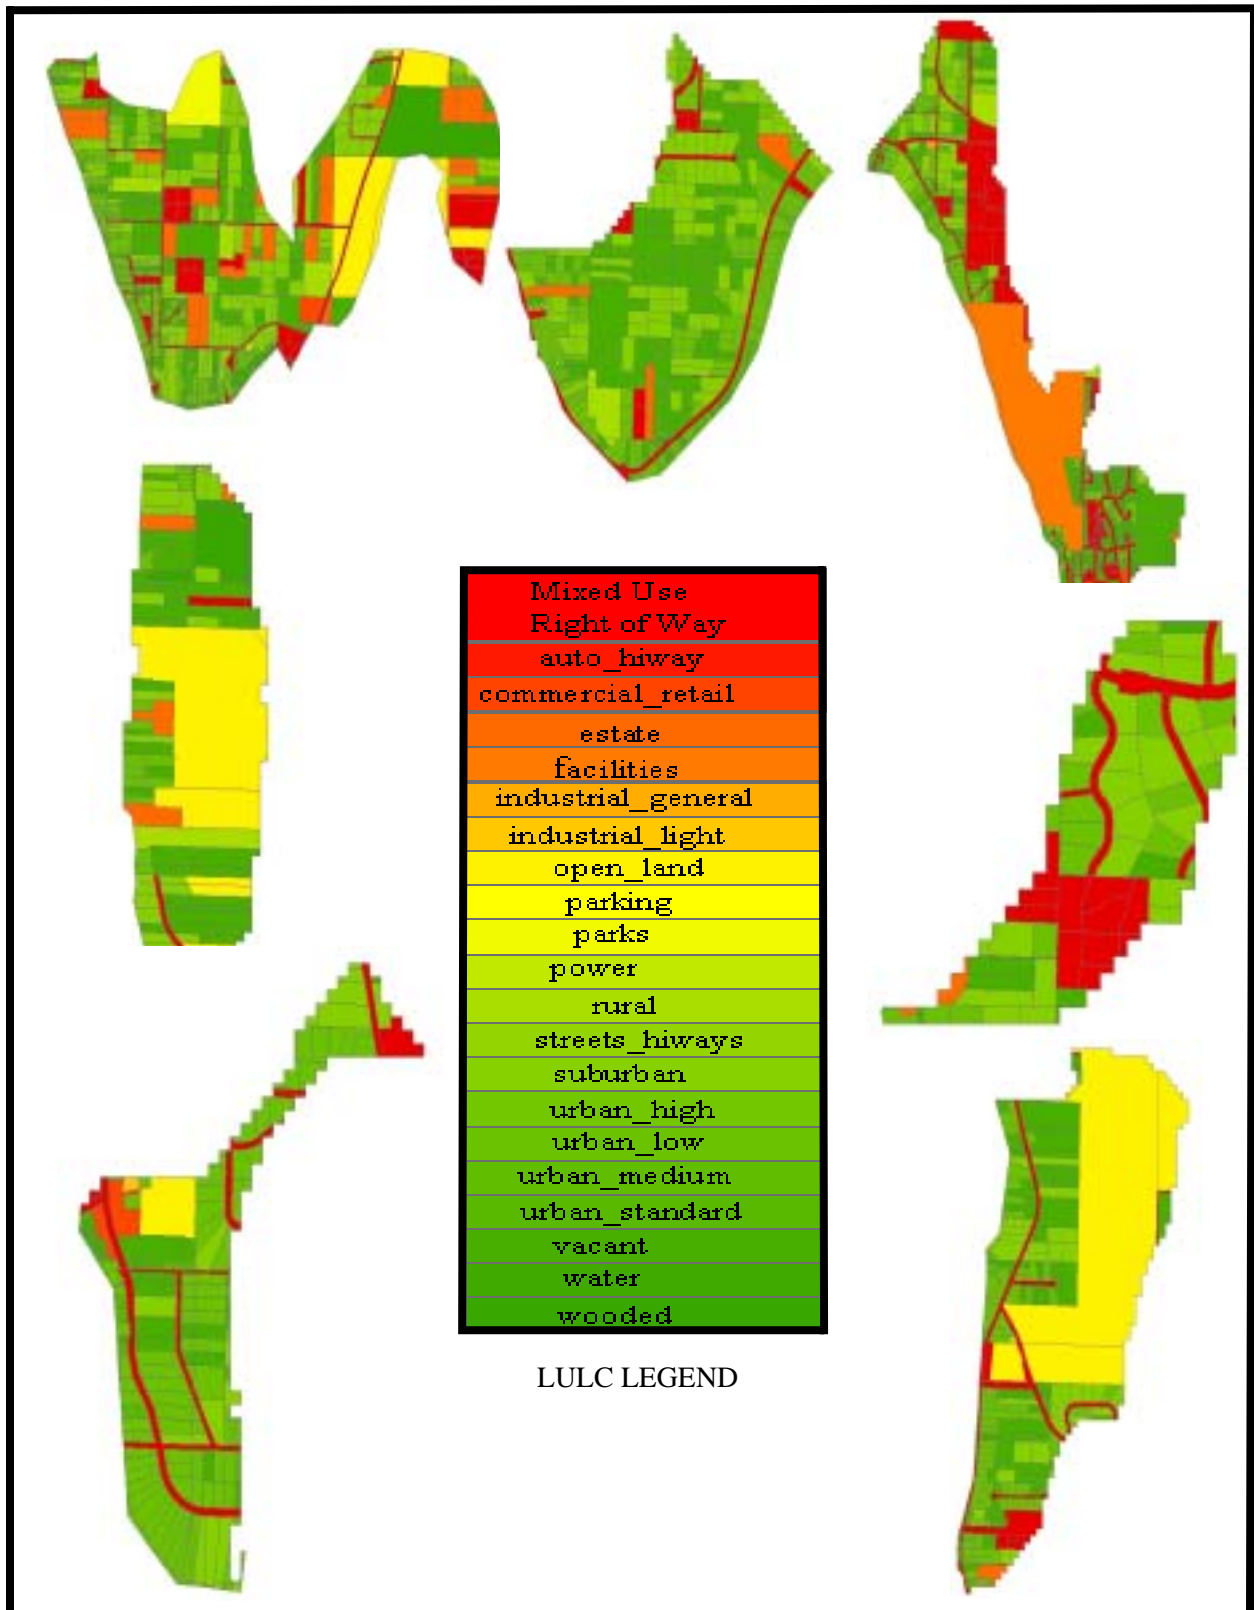 Mixed Use
Right of Way
auto_hiway
commercial_retail
estate
facilities
industrial_general
industrial_light
open_land
parking
parks
power
rural
streets_hiways
suburban
urban_high
urban_low
urban_medium
urban_standard
vacant
water
wooded
LULC LEGEND